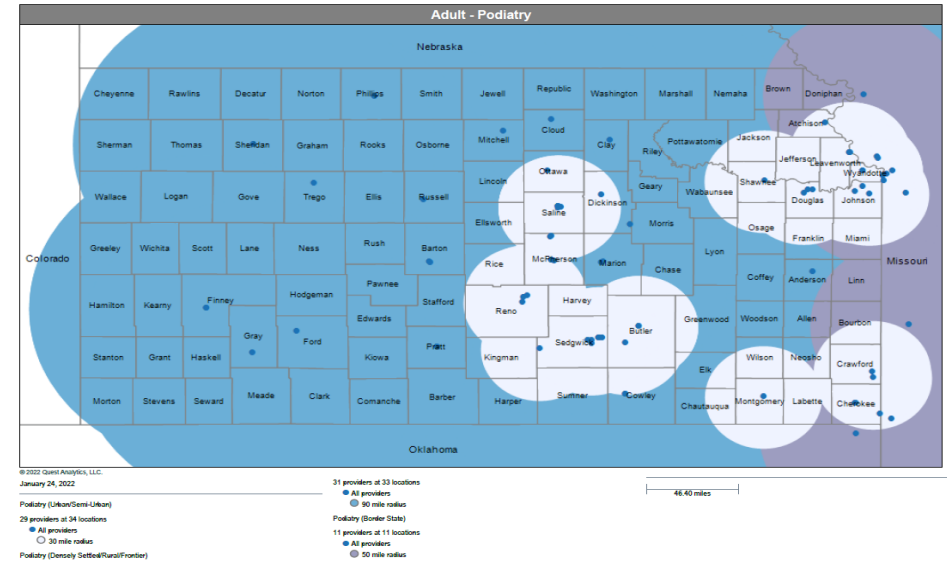 Adult - Podiatry
Nebraska
Cheyenne Rawlins Decatur Norton Phillips Smith Jewell Republic Washington Marshall Nemaha Brown Doniphan
Sherman Thomas Sheridan Graham Rooks Osborne Mitchell Cloud Clay Riley Pottawatomie Jackson Atchison
Jefferson Leavenworth
Wallace Logan Gove Trego Ellis Russell Lincoln Ottawa Dickinson Geary Wabaunsee Shawnee Wyandotte
Saline Douglas Johnson
Greeley Wichita Scott Lane Ness Rush Barton Ellsworth Morris Osage Franklin Miami
Colorado
Rice McPherson Marion Chase Lyon Missouri
Hamilton Kearny Finney Hodgeman Pawnee Stafford Reno Harvey Coffey Anderson Linn
Gray Ford Edwards Sedgwick Butler Greenwood Woodson Allen Bourbon
Stanton Grant Haskell Kiowa Pratt Kingman Elk Wilson Neosho Crawford
Morton Stevens Seward Meade Clark Comanche Barber Harper Sumner Cowley Chautauqua Montgomery Labette Cherokee
Oklahoma
© 2022 Quest Analytics, LLC.
January 24, 2022
Podiatry (Urban/Semi-Urban)
29 providers at 34 locations
All providers
30 mile radius
Podiatry (Densely Settled/Rural/Frontier)
31 providers at 33 locations
All providers
90 mile radius
Podiatry (Border State)
11 providers at 11 locations
All providers
50 mile radius
46.40 miles